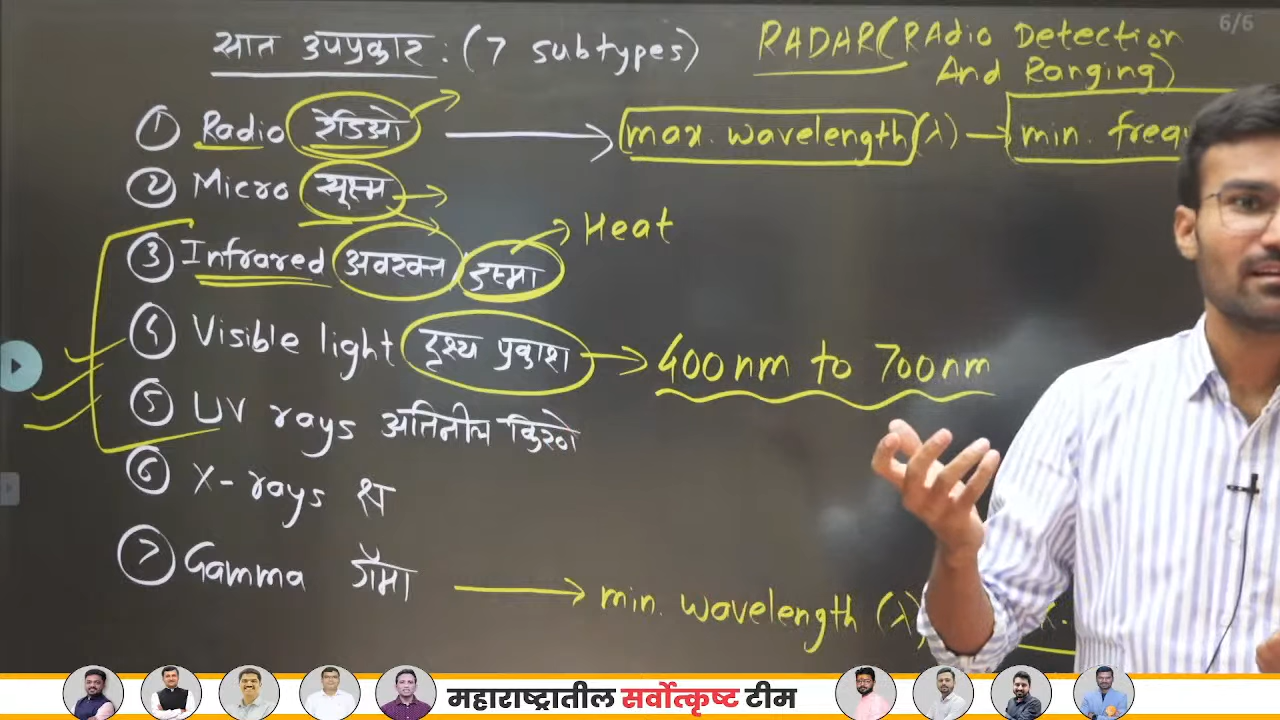 6/6
सात उपप्रकार : (7 subtypes) RADAR (RAdio Detection
And Ranging)
① Radio रेडिओ → max. wavelength (λ) → min. frequ
② Micro सूक्ष्म →
③ Infrared अवरक्त / उष्मा → Heat
④ Visible light दृश्य प्रकाश → 400 nm to 700 nm
⑤ UV rays अतिनील किरणे
⑥ X-rays क्ष
⑦ Gamma गॅमा → min. wavelength (λ)
महाराष्ट्रातील सर्वोत्कृष्ट टीम